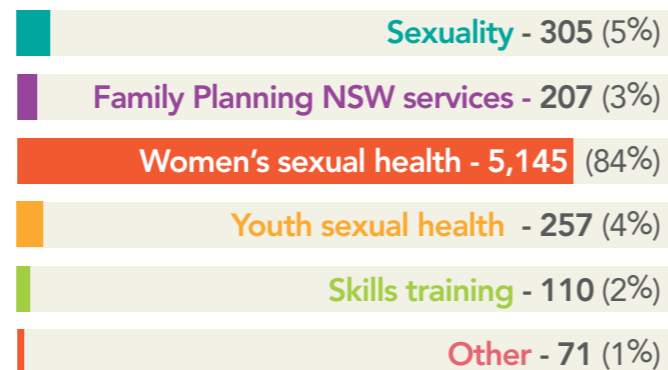 Sexuality - 305 (5%)
Family Planning NSW services - 207 (3%)
Women’s sexual health - 5,145 (84%)
Youth sexual health - 257 (4%)
Skills training - 110 (2%)
Other - 71 (1%)